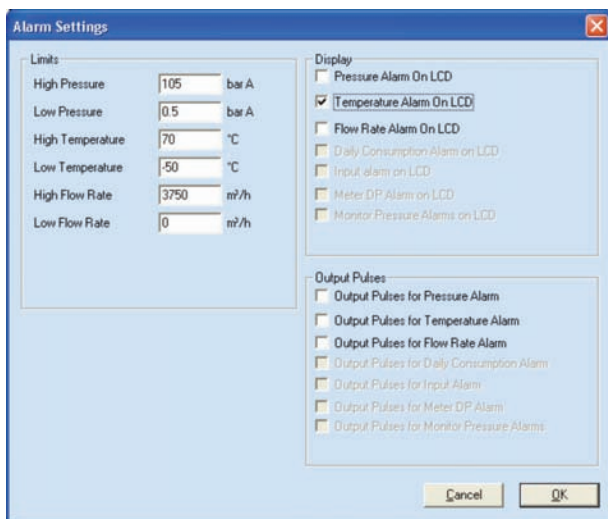 Alarm Settings
Limits
High Pressure 105 bar A
Low Pressure 0.5 bar A
High Temperature 70 °C
Low Temperature -50 °C
High Flow Rate 3750 m³/h
Low Flow Rate 0 m³/h
Display
Pressure Alarm On LCD
Temperature Alarm On LCD
Flow Rate Alarm On LCD
Daily Consumption Alarm on LCD
Input alarm on LCD
Meter DP Alarm on LCD
Monitor Pressure Alarms on LCD
Output Pulses
Output Pulses for Pressure Alarm
Output Pulses for Temperature Alarm
Output Pulses for Flow Rate Alarm
Output Pulses for Daily Consumption Alarm
Output Pulses for Input Alarm
Output Pulses for Meter DP Alarm
Output Pulses for Monitor Pressure Alarms
Cancel OK